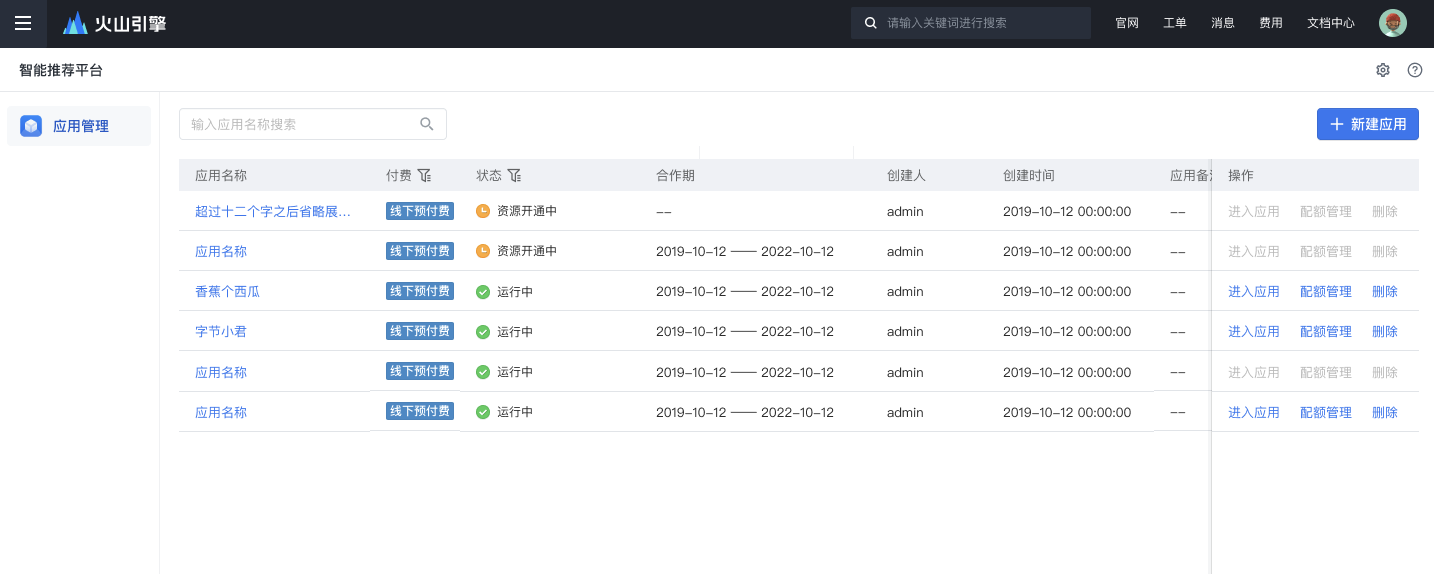 火山引擎 请输入关键词进行搜索 官网 工单 消息 费用 文档中心
智能推荐平台
应用管理
输入应用名称搜索
+ 新建应用
应用名称 付费 状态 合作期 创建人 创建时间 应用备 操作
超过十二个字之后省略展... 线下预付费 资源开通中 -- admin 2019-10-12 00:00:00 -- 进入应用 配额管理 删除
应用名称 线下预付费 资源开通中 2019-10-12 —— 2022-10-12 admin 2019-10-12 00:00:00 -- 进入应用 配额管理 删除
香蕉个西瓜 线下预付费 运行中 2019-10-12 —— 2022-10-12 admin 2019-10-12 00:00:00 -- 进入应用 配额管理 删除
字节小君 线下预付费 运行中 2019-10-12 —— 2022-10-12 admin 2019-10-12 00:00:00 -- 进入应用 配额管理 删除
应用名称 线下预付费 运行中 2019-10-12 —— 2022-10-12 admin 2019-10-12 00:00:00 -- 进入应用 配额管理 删除
应用名称 线下预付费 运行中 2019-10-12 —— 2022-10-12 admin 2019-10-12 00:00:00 -- 进入应用 配额管理 删除